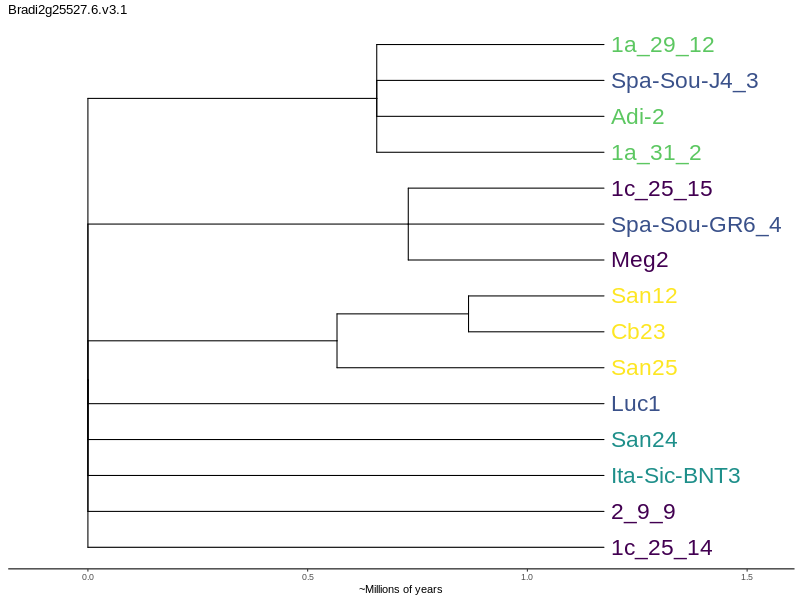 Bradi2g25527.6.v3.1
1a_29_12
Spa-Sou-J4_3
Adi-2
1a_31_2
1c_25_15
Spa-Sou-GR6_4
Meg2
San12
Cb23
San25
Luc1
San24
Ita-Sic-BNT3
2_9_9
1c_25_14
0.0 0.5 1.0 1.5
~Millions of years